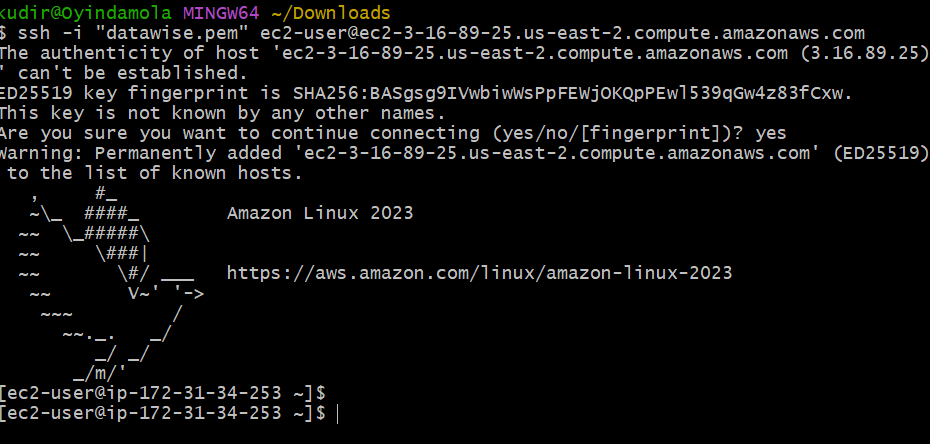 kudir@Oyindamola MINGW64 ~/Downloads
$ ssh -i "datawise.pem" ec2-user@ec2-3-16-89-25.us-east-2.compute.amazonaws.com
The authenticity of host 'ec2-3-16-89-25.us-east-2.compute.amazonaws.com (3.16.89.25)
' can't be established.
ED25519 key fingerprint is SHA256:BASgsg9IVwbiwWsPpFEWjOKQpPEwl539qGw4z83fCxw.
This key is not known by any other names.
Are you sure you want to continue connecting (yes/no/[fingerprint])? yes
Warning: Permanently added 'ec2-3-16-89-25.us-east-2.compute.amazonaws.com' (ED25519)
 to the list of known hosts.
   ,     #_
   ~\_  ####_        Amazon Linux 2023
  ~~  \_#####\
  ~~     \###|
  ~~       \#/ ___   https://aws.amazon.com/linux/amazon-linux-2023
   ~~       V~' '->
    ~~~         /
      ~~._.   _/
         _/ _/
       _/m/'
[ec2-user@ip-172-31-34-253 ~]$
[ec2-user@ip-172-31-34-253 ~]$